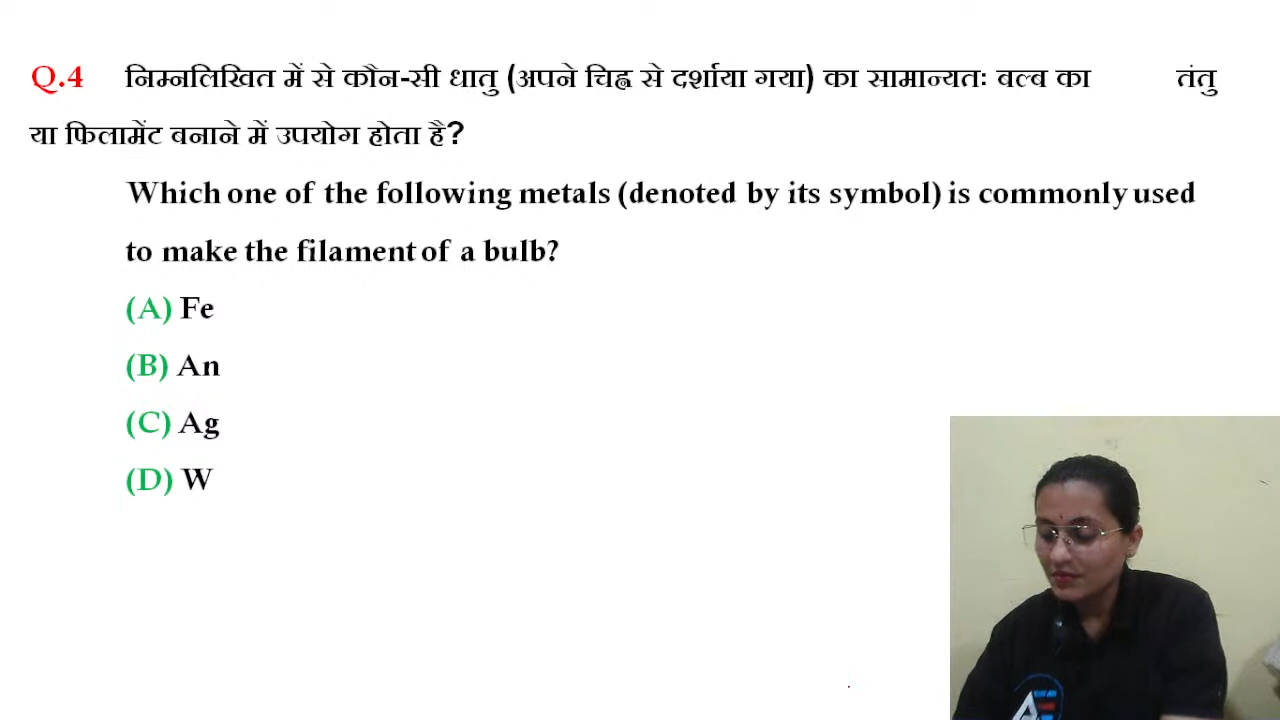 Q.4 निम्नलिखित में से कौन-सी धातु (अपने चिह्न से दर्शाया गया) का सामान्यतः बल्ब का तंतु
या फिलामेंट बनाने में उपयोग होता है?
Which one of the following metals (denoted by its symbol) is commonly used
to make the filament of a bulb?
(A) Fe
(B) An
(C) Ag
(D) W